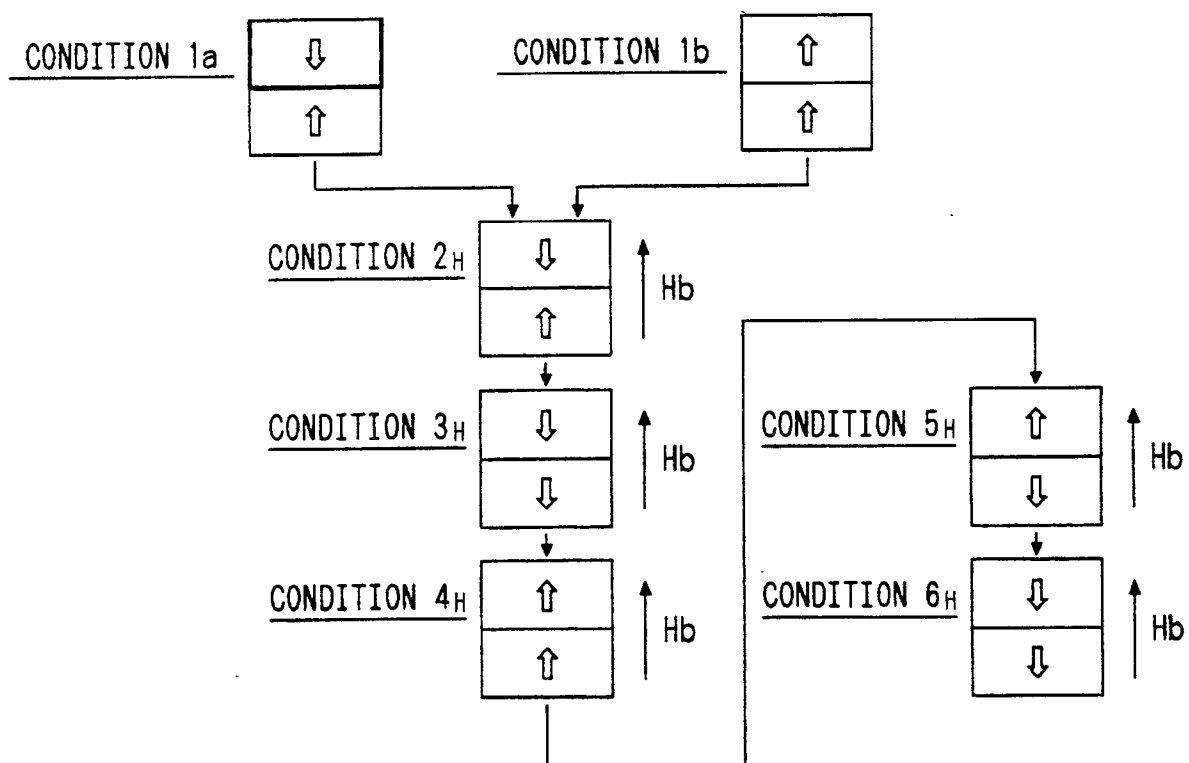 CONDITION 1a
CONDITION 1b
CONDITION 2H
Hb
CONDITION 3H
Hb
CONDITION 4H
Hb
CONDITION 5H
Hb
CONDITION 6H
Hb